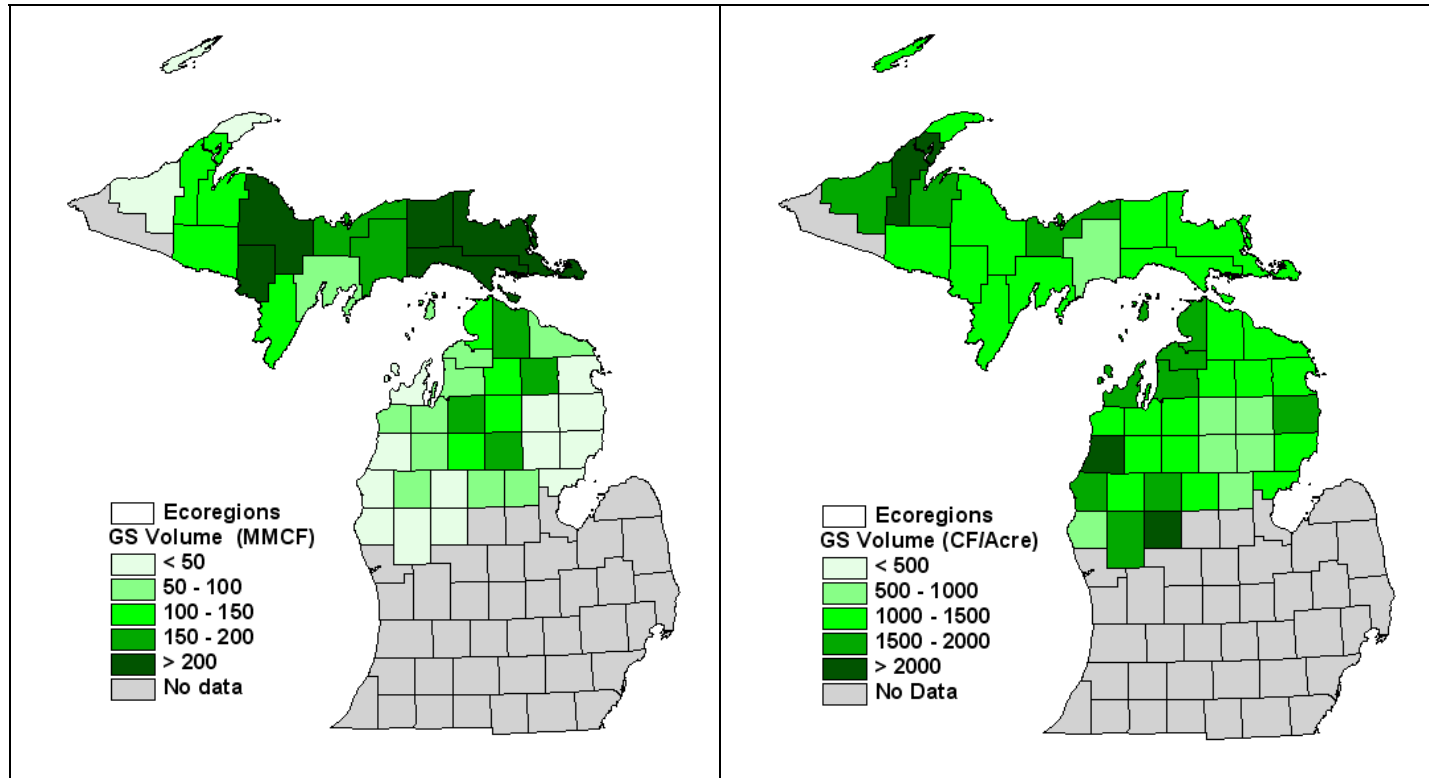 Ecoregions
GS Volume (MMCF)
< 50
50 - 100
100 - 150
150 - 200
> 200
No data
Ecoregions
GS Volume (CF/Acre)
< 500
500 - 1000
1000 - 1500
1500 - 2000
> 2000
No Data